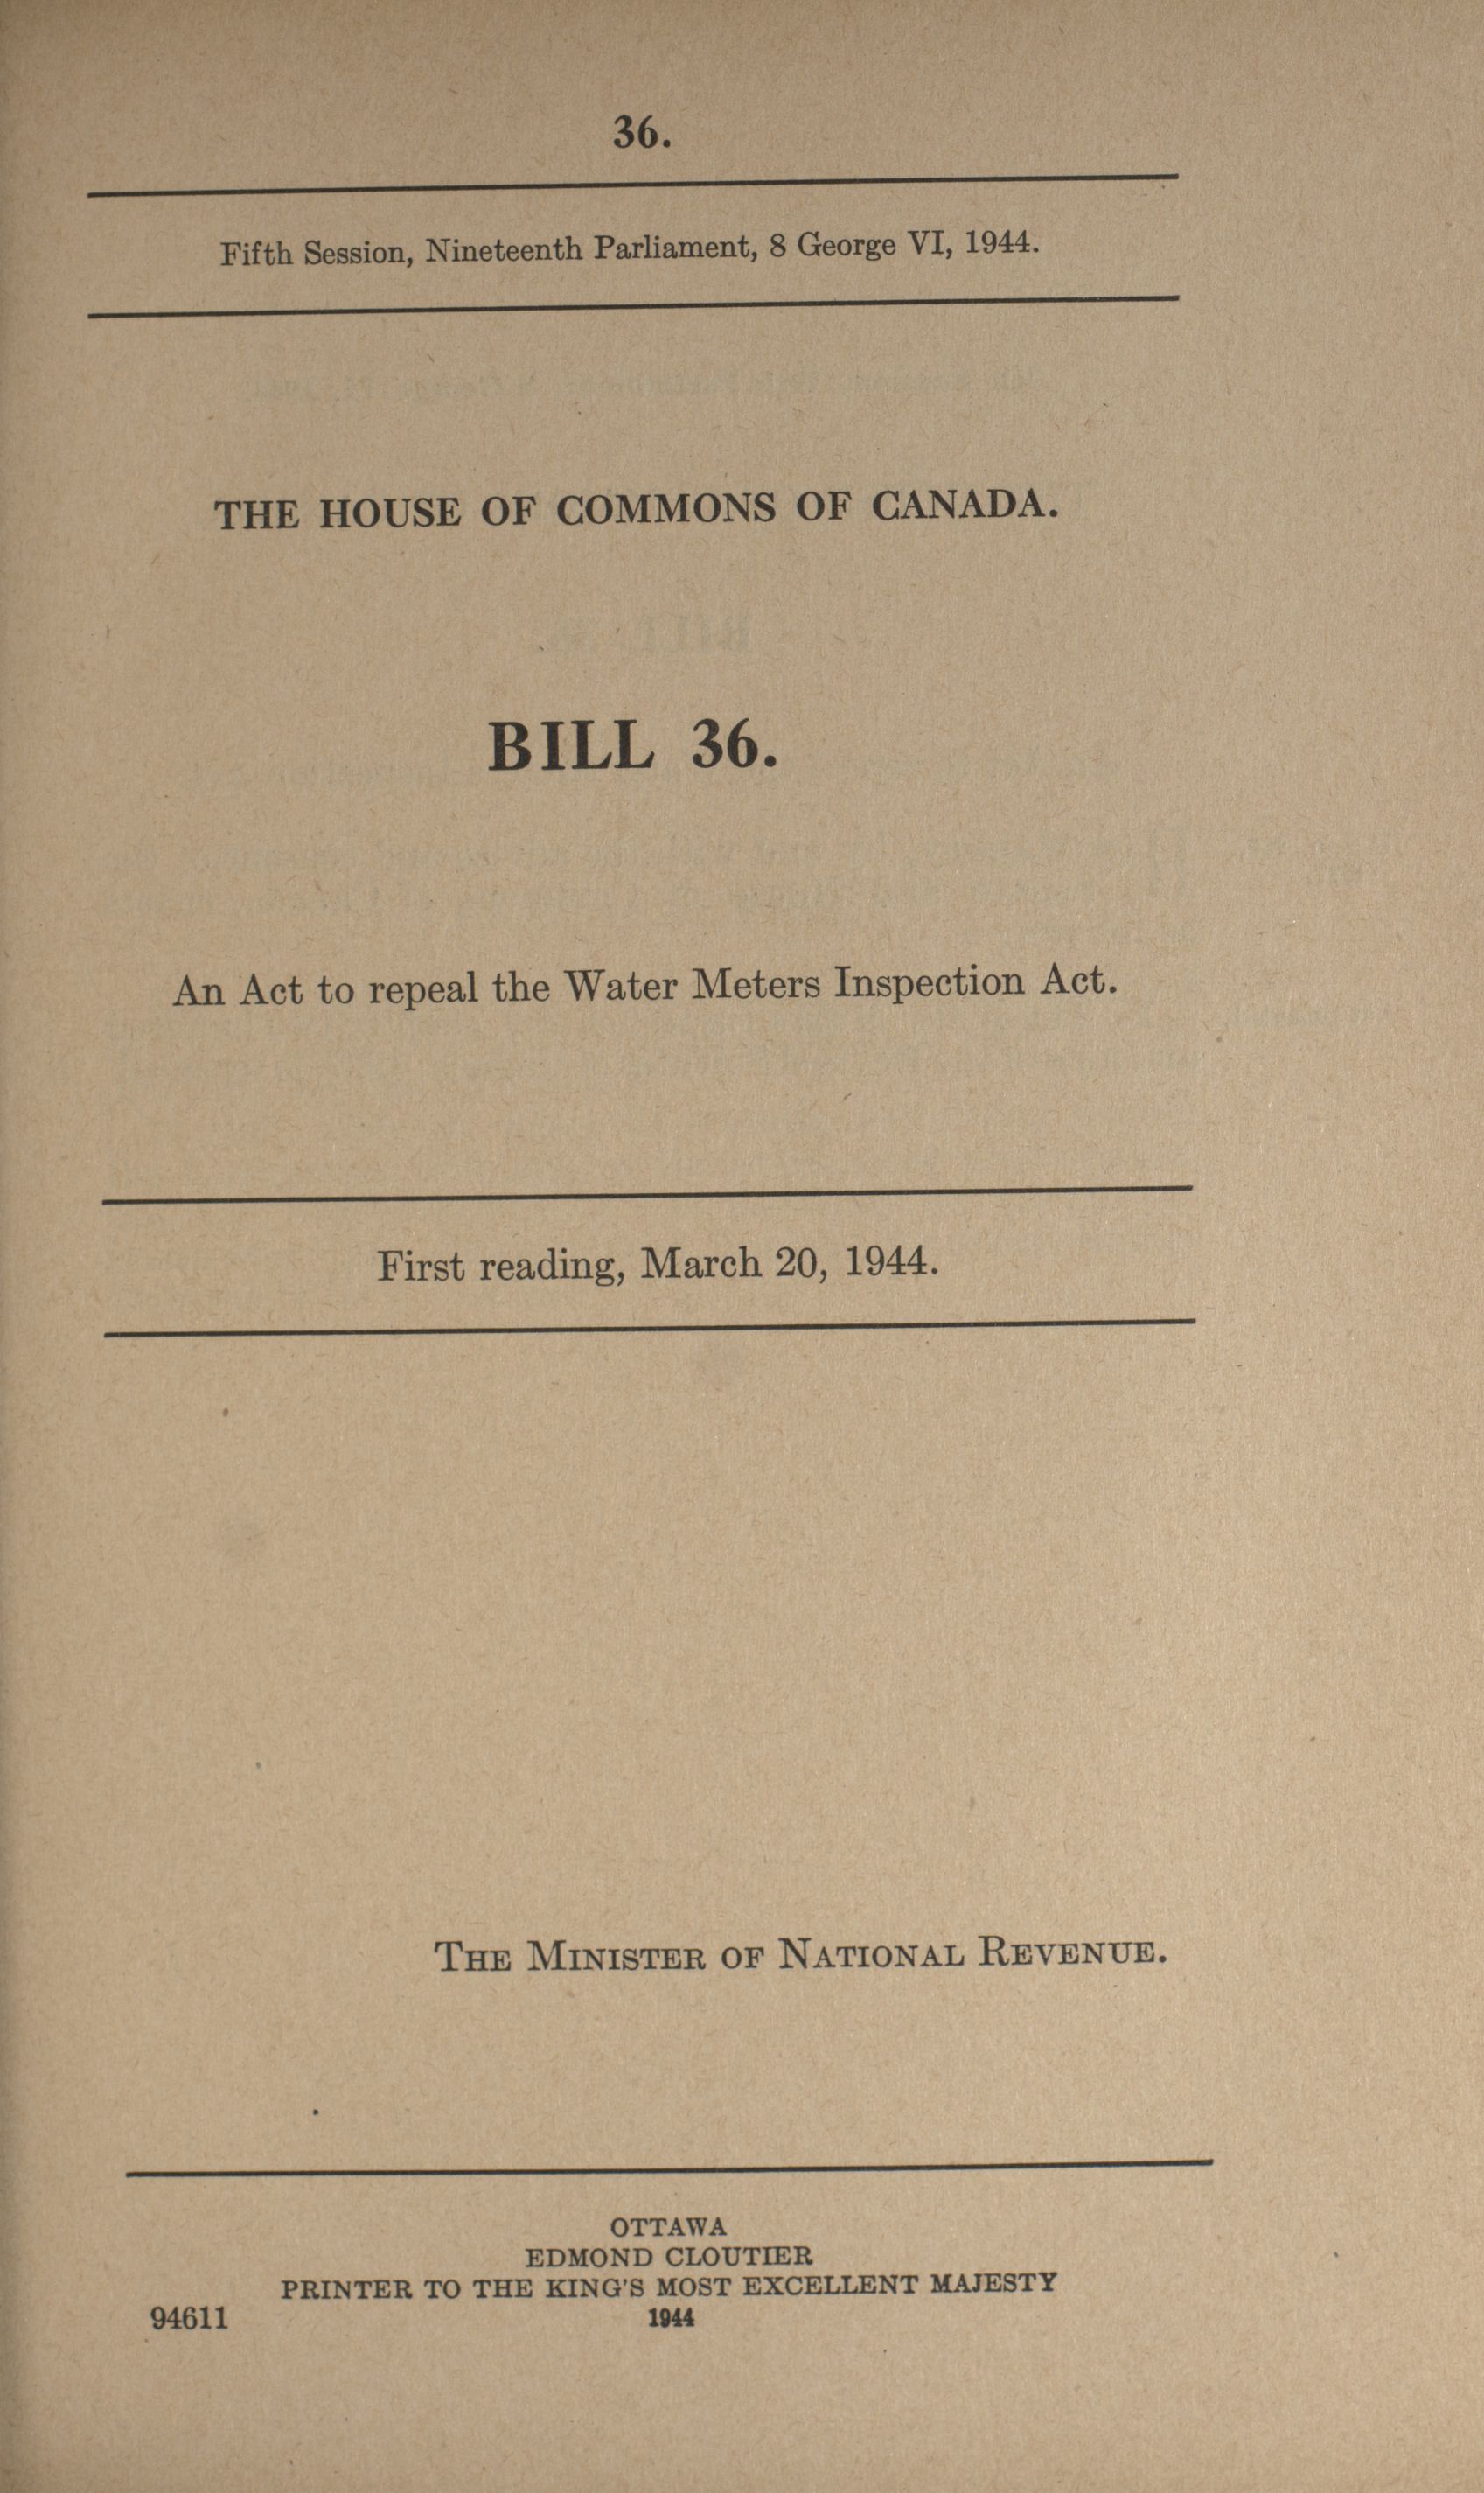 36.
Fifth Session, Nineteenth Parliament, 8 George VI, 1944.
THE HOUSE OF COMMONS OF CANADA.
BILL 36.
An Act to repeal the Water Meters Inspection Act.
First reading, March 20, 1944.
THE MINISTER OF NATIONAL REVENUE.
OTTAWA
EDMOND CLOUTIER
PRINTER TO THE KING'S MOST EXCELLENT MAJESTY
94611 1944